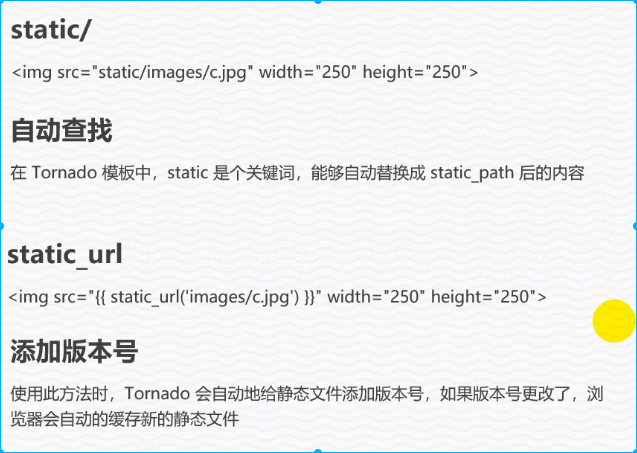 static/
<img src="static/images/c.jpg" width="250" height="250">
自动查找
在 Tornado 模板中，static 是个关键词，能够自动替换成 static_path 后的内容
static_url
<img src="{{ static_url('images/c.jpg') }}" width="250" height="250">
添加版本号
使用此方法时，Tornado 会自动地给静态文件添加版本号，如果版本号更改了，浏
览器会自动的缓存新的静态文件